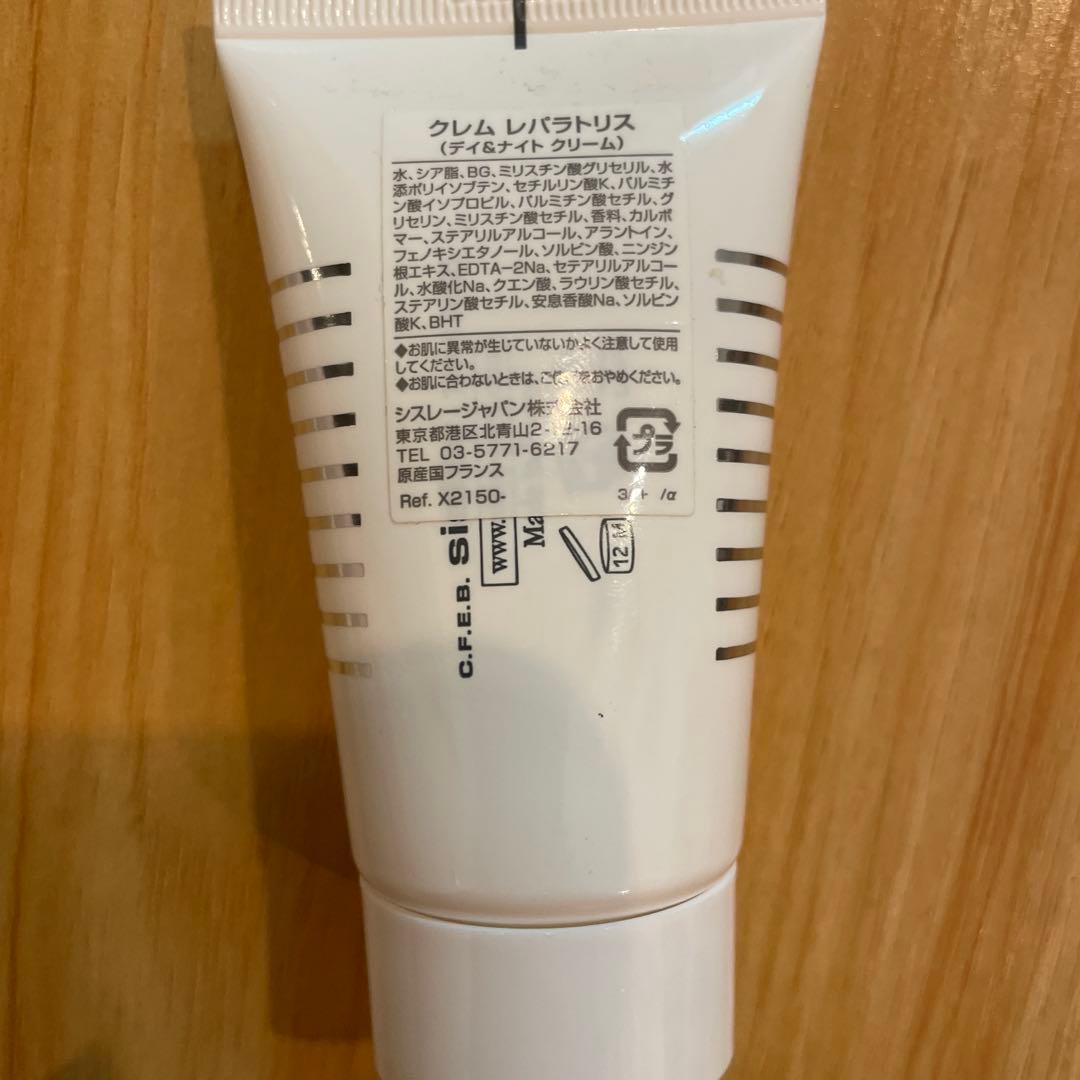 クレム レパラトリス
(デイ&ナイト クリーム)
水、シア脂、BG、ミリスチン酸グリセリル、水
添ポリイソブテン、セチルリン酸K、パルミチ
ン酸イソプロピル、パルミチン酸セチル、グ
リセリン、ミリスチン酸セチル、香料、カルボ
マー、ステアリルアルコール、アラントイン、
フェノキシエタノール、ソルビン酸、ニンジン
根エキス、EDTA-2Na、セテアリルアルコー
ル、水酸化Na、クエン酸、ラウリン酸セチル、
ステアリン酸セチル、安息香酸Na、ソルビン
酸K、BHT
◆お肌に異常が生じていないかよく注意して使用
してください。
◆お肌に合わないときは、ご使用をおやめください。
シスレージャパン株式会社
東京都港区北青山2-12-16
TEL 03-5771-6217
原産国フランス
プラ
Ref. X2150-
/α
C.F.E.B. Si
www.
Ma
12 M